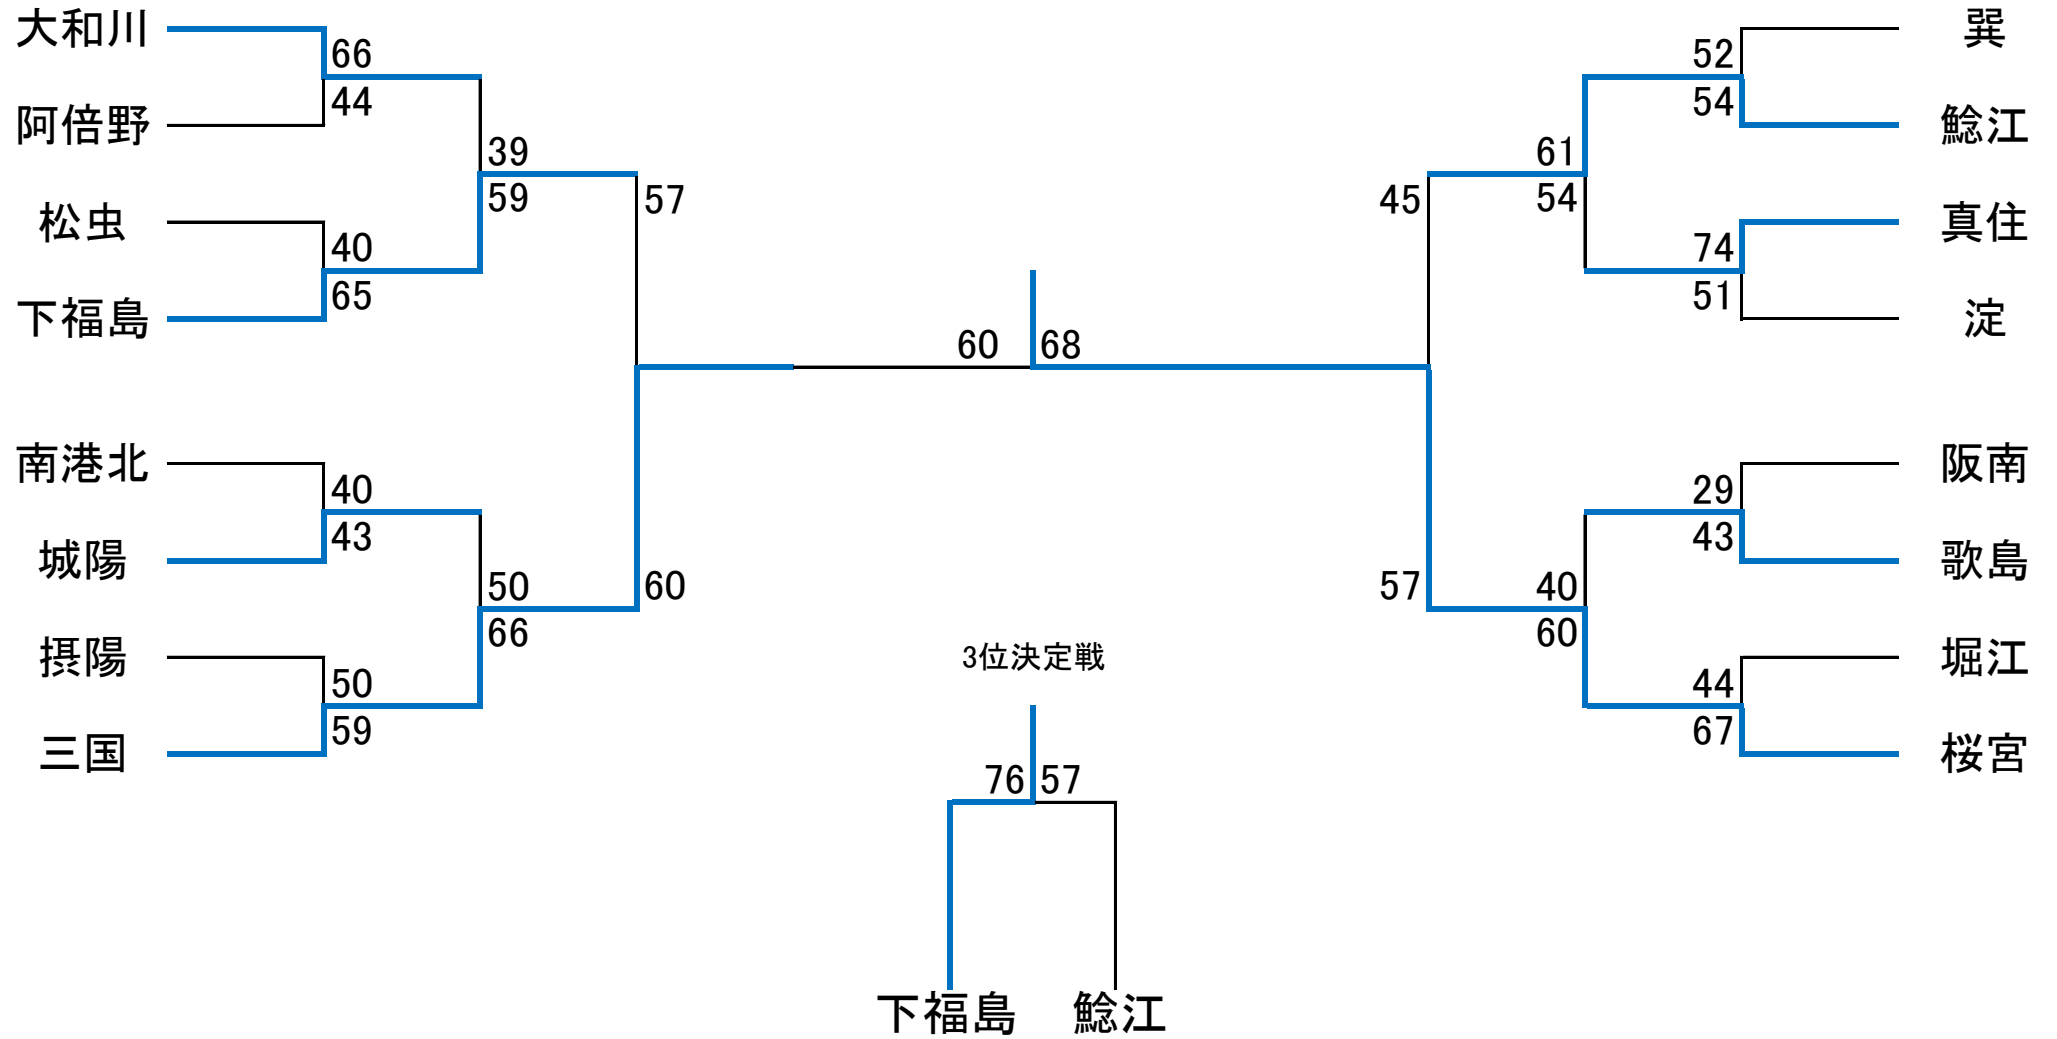 大和川
66
44
阿倍野
39
59
57
松虫
40
65
下福島
南港北
40
43
城陽
50
66
60
摂陽
50
59
三国
60
68
巽
52
54
鯰江
61
54
45
真住
74
51
淀
阪南
29
43
歌島
40
60
57
堀江
44
67
桜宮
3位決定戦
76
57
下福島
鯰江